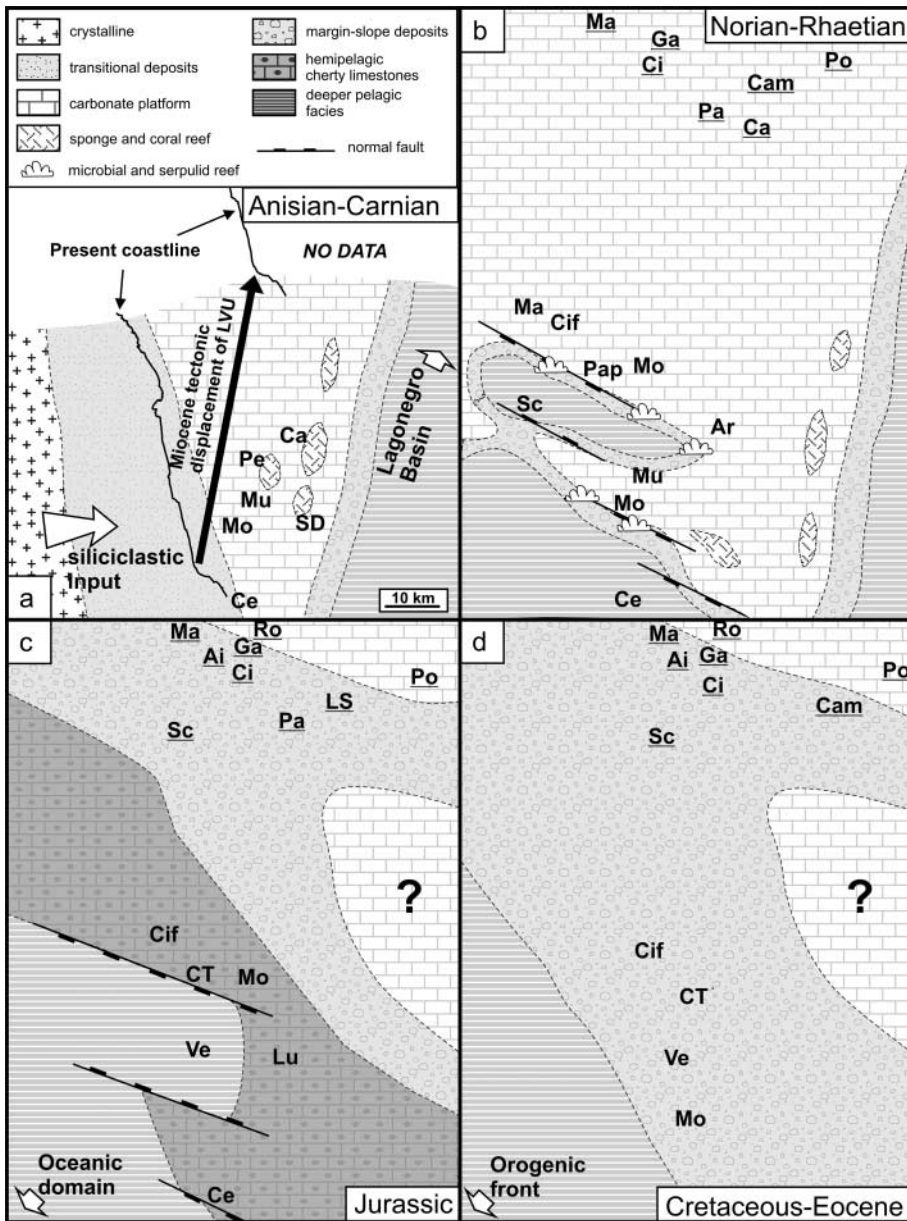 crystalline
transitional deposits
carbonate platform
sponge and coral reef
microbial and serpulid reef
margin-slope deposits
hemipelagic
cherty limestones
deeper pelagic
facies
normal fault
Anisian-Carnian
Present coastline
NO DATA
Miocene tectonic
displacement of LVU
Lagonegro
Basin
Ca
Pe
Mu
Mo
SD
siliciclastic
Input
Ce
10 km
a
b
Norian-Rhaetian
Ma
Ga
Ci
Po
Cam
Pa
Ca
Ma
Cif
Pap
Mo
Sc
Ar
Mu
Mo
Ce
c
Ma
Ro
Ai
Ga
Ci
Po
LS
Pa
Sc
?
Cif
CT
Mo
Ve
Lu
Oceanic
domain
Ce
Jurassic
d
Ma
Ro
Ai
Ga
Ci
Po
Cam
Sc
?
Cif
CT
Ve
Mo
Orogenic
front
Cretaceous-Eocene